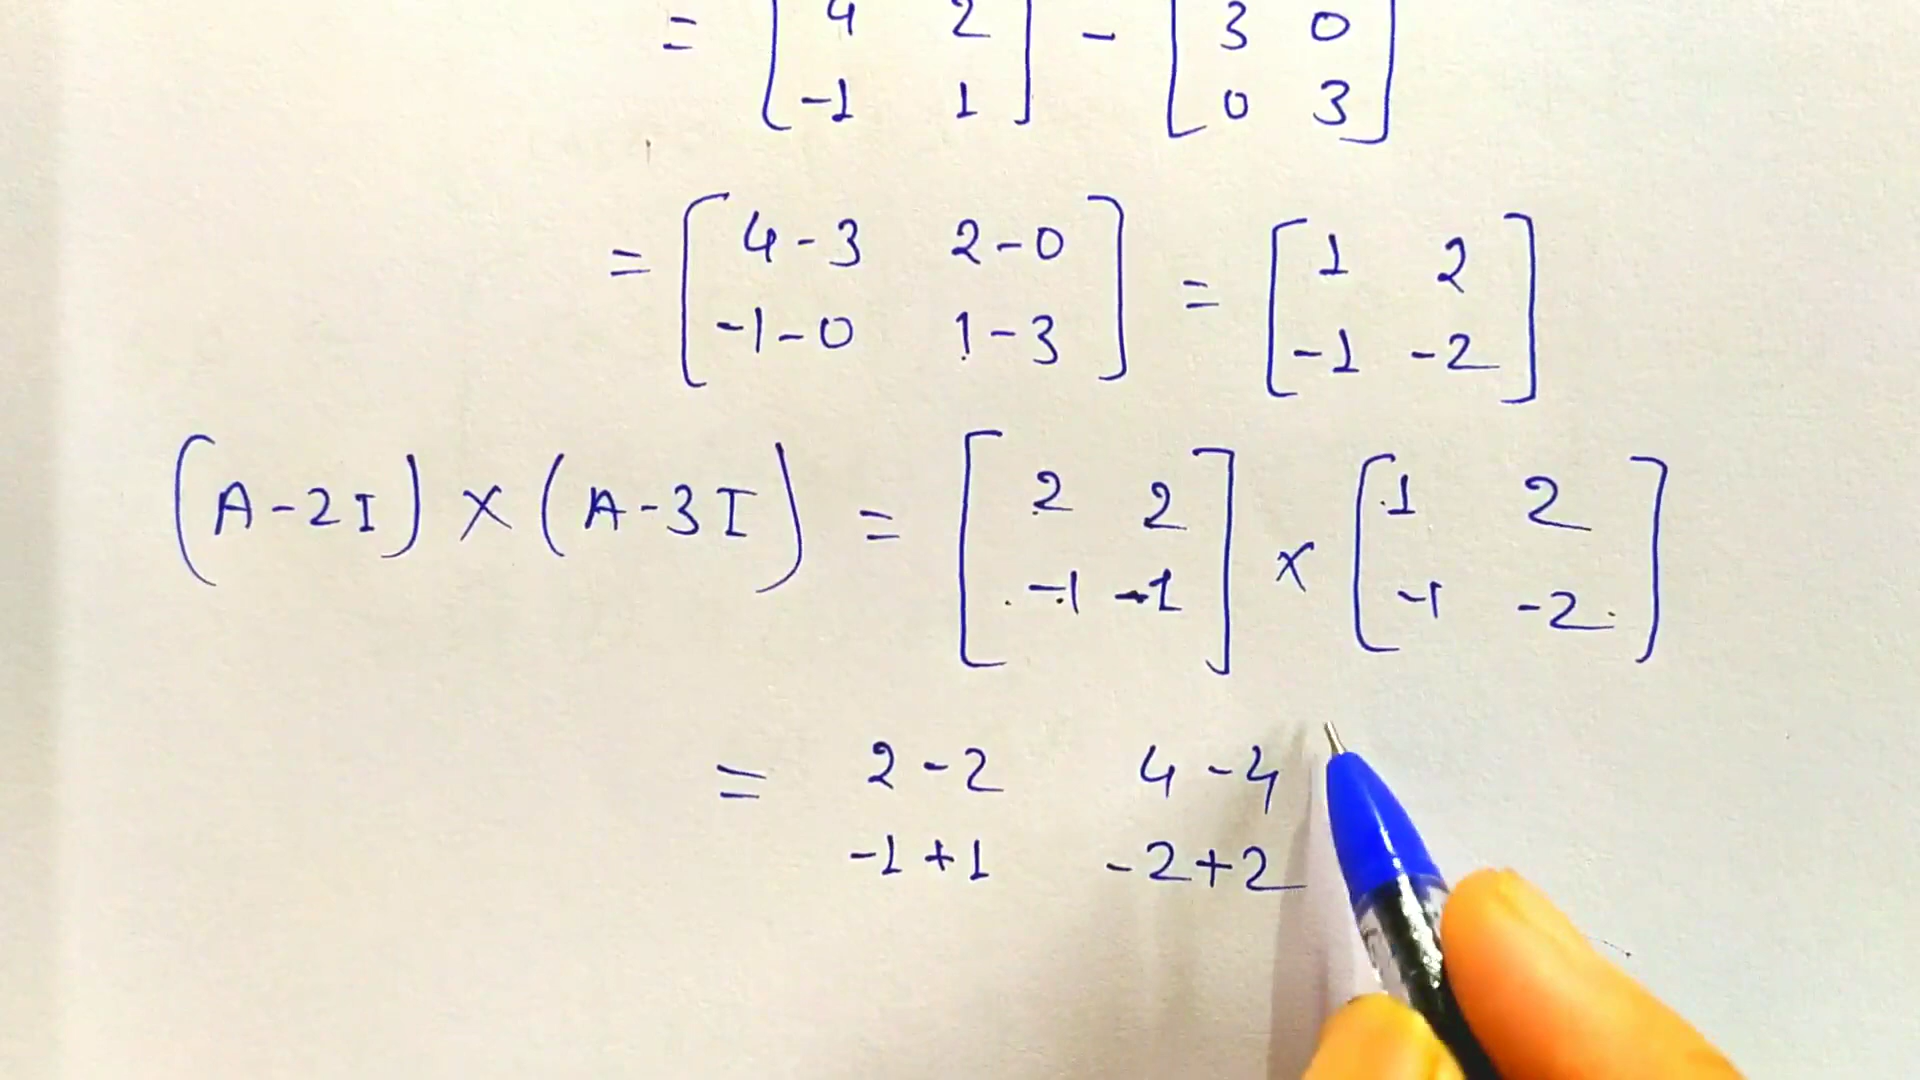 = [ 4 2 ] - [ 3 0 ]
-1 1 0 3
= [ 4-3 2-0 ] = [ 1 2 ]
-1-0 1-3 -1 -2
(A-2I) × (A-3I) = [ 2 2 ] × [ 1 2 ]
-1 -1 -1 -2
= 2-2 4-4
-1+1 -2+2